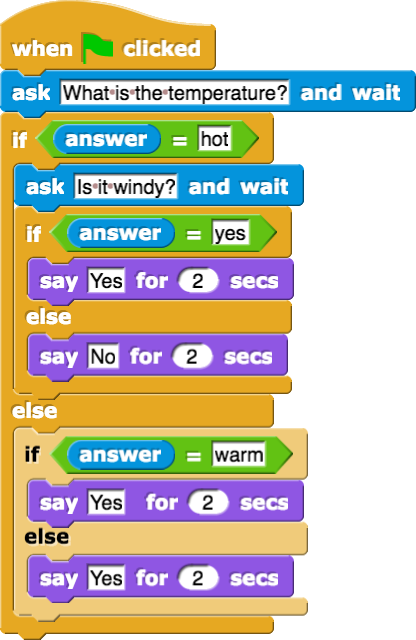 when clicked
ask What is the temperature? and wait
if answer = hot
ask Is it windy? and wait
if answer = yes
say Yes for 2 secs
else
say No for 2 secs
else
if answer = warm
say Yes for 2 secs
else
say Yes for 2 secs